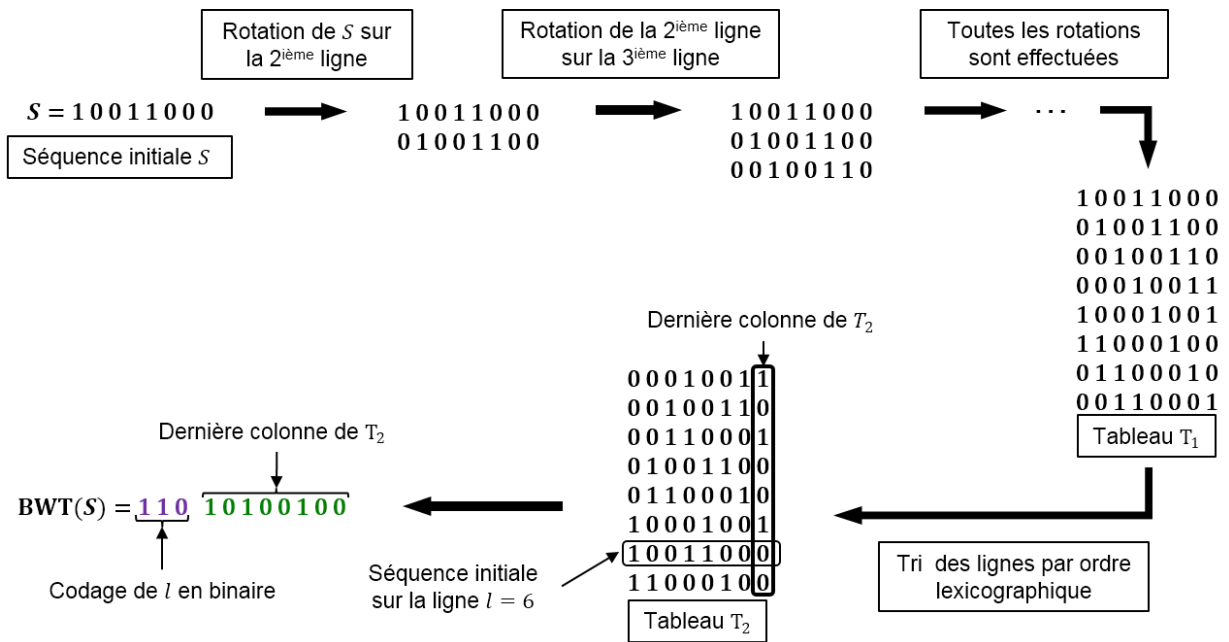 Rotation de S sur
la 2ième ligne
Rotation de la 2ième ligne
sur la 3ième ligne
Toutes les rotations
sont effectuées
S = 1 0 0 1 1 0 0 0
Séquence initiale S
1 0 0 1 1 0 0 0
0 1 0 0 1 1 0 0
1 0 0 1 1 0 0 0
0 1 0 0 1 1 0 0
0 0 1 0 0 1 1 0
...
1 0 0 1 1 0 0 0
0 1 0 0 1 1 0 0
0 0 1 0 0 1 1 0
0 0 0 1 0 0 1 1
1 0 0 0 1 0 0 1
1 1 0 0 0 1 0 0
0 1 1 0 0 0 1 0
0 0 1 1 0 0 0 1
Tableau T1
Tri des lignes par ordre
lexicographique
Dernière colonne de T2
0 0 0 1 0 0 1 1
0 0 1 0 0 1 1 0
0 0 1 1 0 0 0 1
0 1 0 0 1 1 0 0
0 1 1 0 0 0 1 0
1 0 0 0 1 0 0 1
1 0 0 1 1 0 0 0
1 1 0 0 0 1 0 0
Tableau T2
Séquence initiale
sur la ligne l = 6
Dernière colonne de T2
BWT(S) = 1 1 0 1 0 1 0 0 1 0 0
Codage de l en binaire